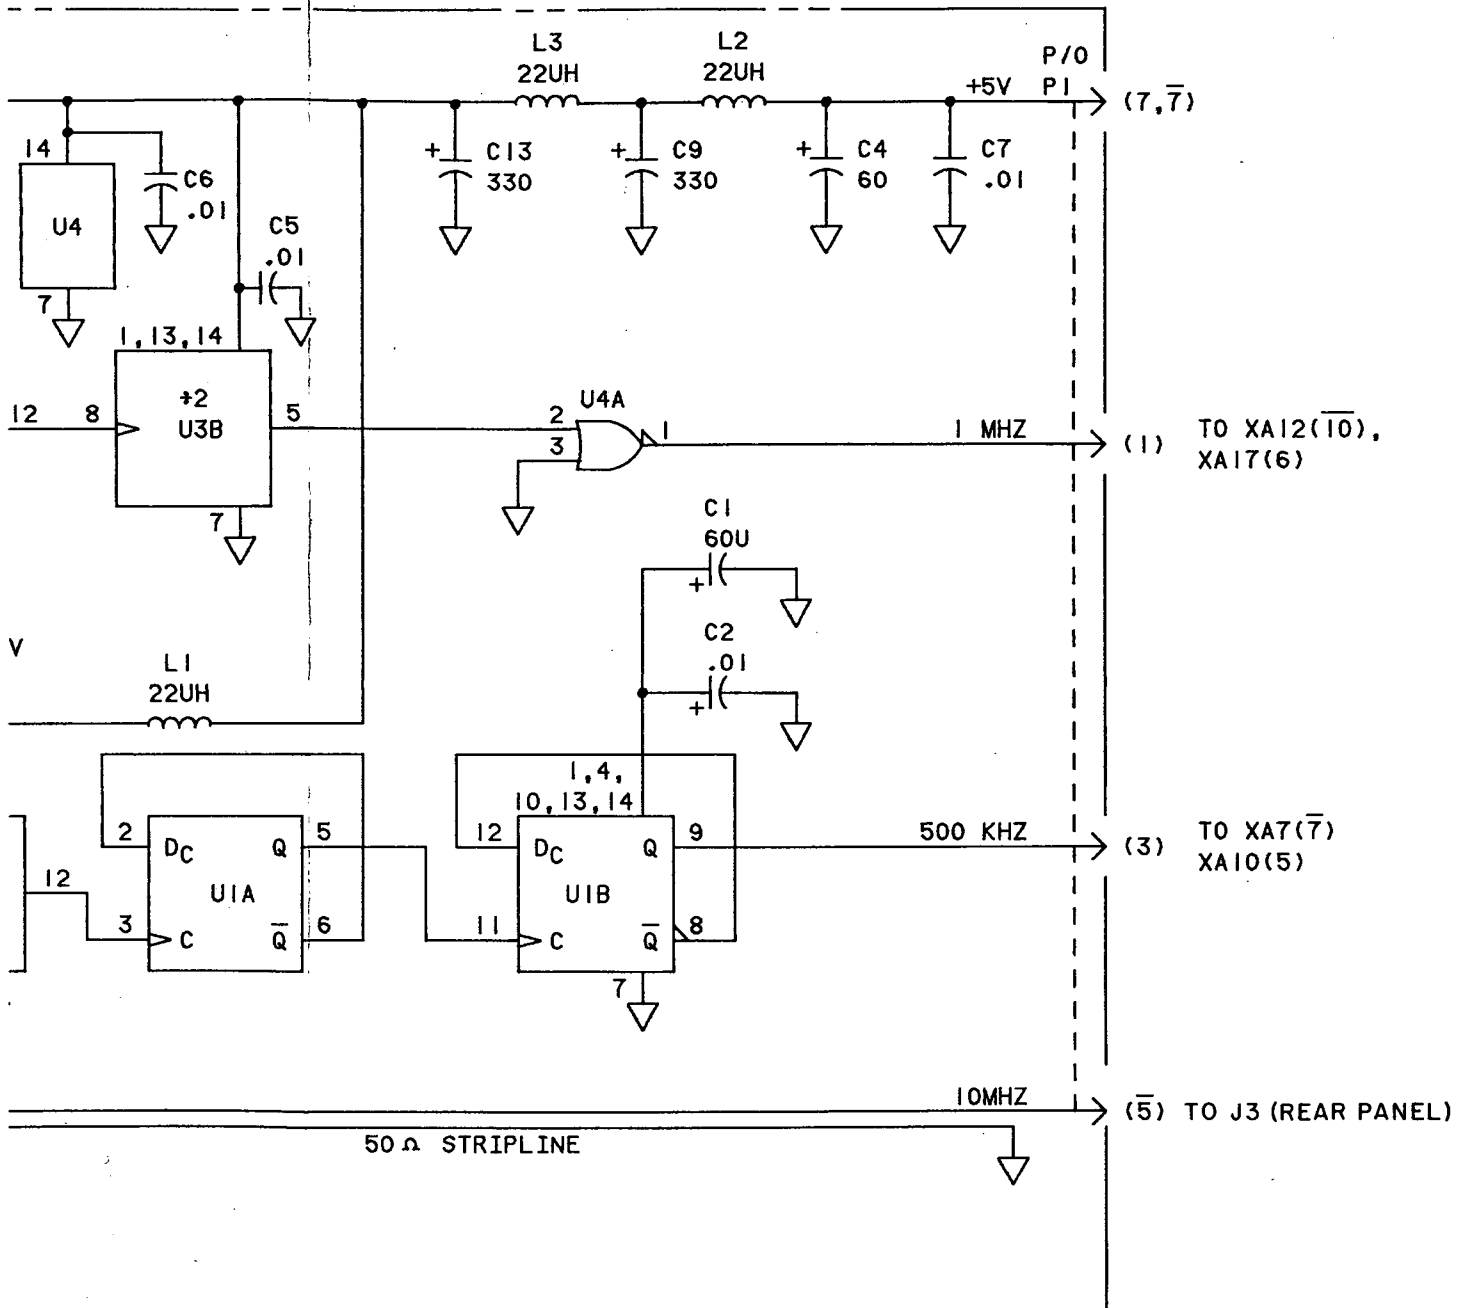 L3
22UH
L2
22UH
P/O
P1
+5V
(7,7̅)
14
U4
7
C6
.01
C5
.01
+ C13
330
+ C9
330
+ C4
60
C7
.01
1,13,14
12
8
÷2
U3B
5
7
U4A
2
3
1
1 MHZ
(1)
TO XA12(1̅0̅),
XA17(6)
C1
60U
+
C2
.01
+
V
L1
22UH
1,4,
10,13,14
2
DC
Q
5
12
U1A
3
C
Q̅
6
12
DC
Q
9
U1B
11
C
Q̅
8
7
500 KHZ
(3)
TO XA7(7̅)
XA10(5)
10MHZ
(5̅) TO J3 (REAR PANEL)
50 Ω STRIPLINE